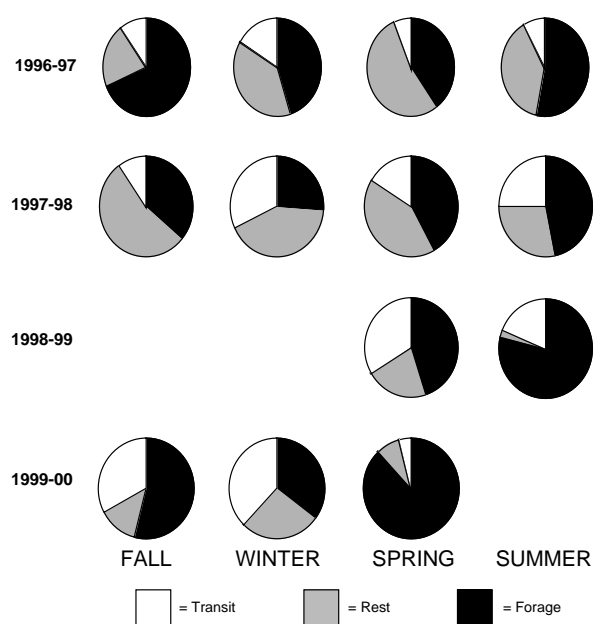 1996-97
1997-98
1998-99
1999-00
FALL WINTER SPRING SUMMER
= Transit = Rest = Forage